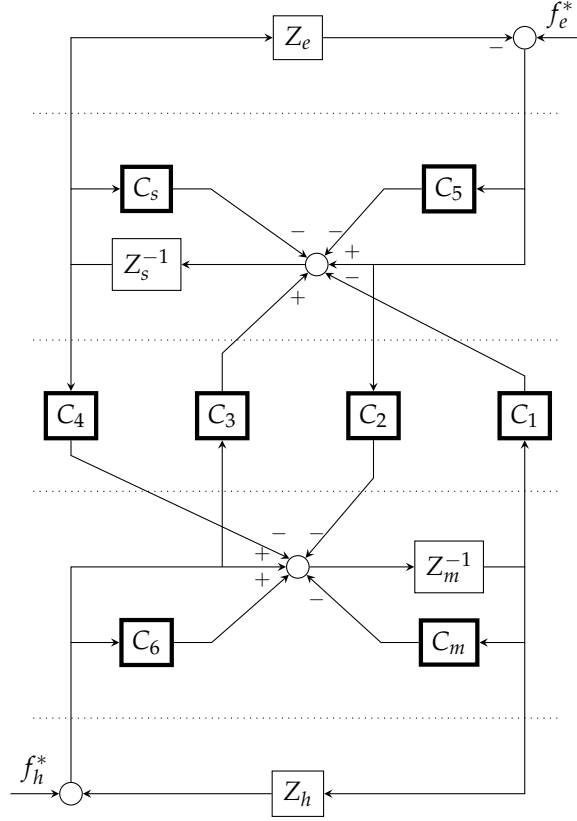 f_e^*
Z_e
−
C_s
C_5
− −
+
Z_s^{-1}
−
+
C_4 C_3 C_2 C_1
− −
+
+
Z_m^{-1}
−
C_6
C_m
f_h^*
Z_h